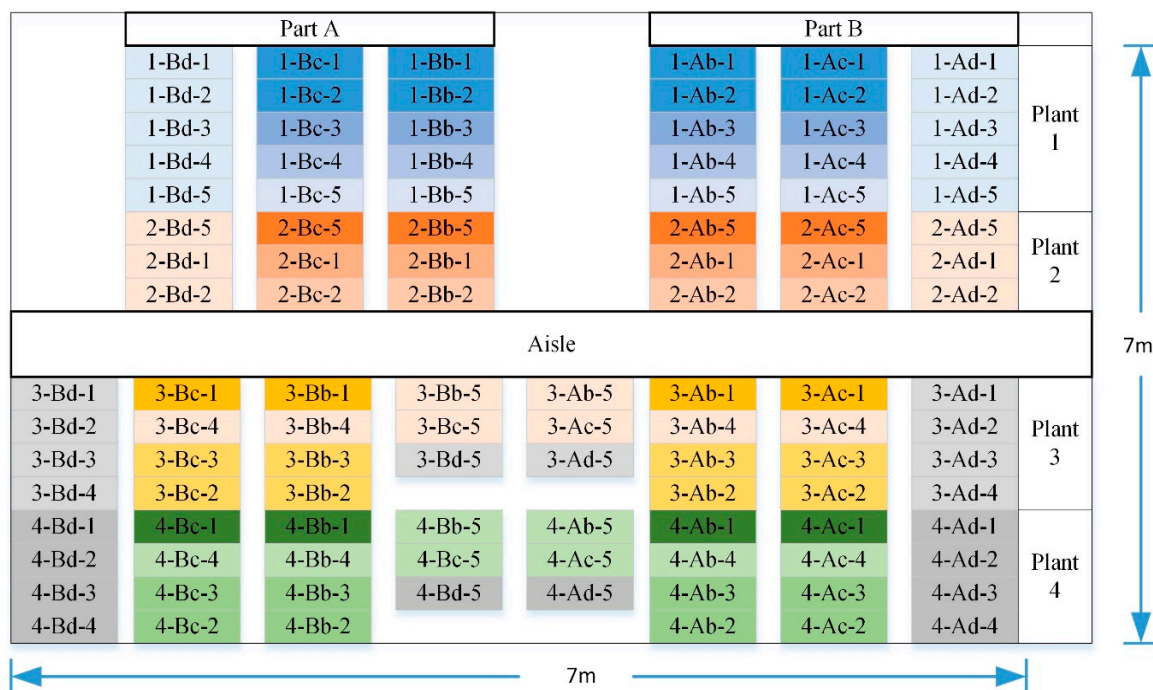 Part A Part B
1-Bd-1 1-Bc-1 1-Bb-1 1-Ab-1 1-Ac-1 1-Ad-1
1-Bd-2 1-Bc-2 1-Bb-2 1-Ab-2 1-Ac-2 1-Ad-2
1-Bd-3 1-Bc-3 1-Bb-3 1-Ab-3 1-Ac-3 1-Ad-3
1-Bd-4 1-Bc-4 1-Bb-4 1-Ab-4 1-Ac-4 1-Ad-4
1-Bd-5 1-Bc-5 1-Bb-5 1-Ab-5 1-Ac-5 1-Ad-5
Plant
1
2-Bd-5 2-Bc-5 2-Bb-5 2-Ab-5 2-Ac-5 2-Ad-5
2-Bd-1 2-Bc-1 2-Bb-1 2-Ab-1 2-Ac-1 2-Ad-1
2-Bd-2 2-Bc-2 2-Bb-2 2-Ab-2 2-Ac-2 2-Ad-2
Plant
2
Aisle
7m
3-Bd-1 3-Bc-1 3-Bb-1 3-Bb-5 3-Ab-5 3-Ab-1 3-Ac-1 3-Ad-1
3-Bd-2 3-Bc-4 3-Bb-4 3-Bc-5 3-Ac-5 3-Ab-4 3-Ac-4 3-Ad-2
3-Bd-3 3-Bc-3 3-Bb-3 3-Bd-5 3-Ad-5 3-Ab-3 3-Ac-3 3-Ad-3
3-Bd-4 3-Bc-2 3-Bb-2 3-Ab-2 3-Ac-2 3-Ad-4
Plant
3
4-Bd-1 4-Bc-1 4-Bb-1 4-Bb-5 4-Ab-5 4-Ab-1 4-Ac-1 4-Ad-1
4-Bd-2 4-Bc-4 4-Bb-4 4-Bc-5 4-Ac-5 4-Ab-4 4-Ac-4 4-Ad-2
4-Bd-3 4-Bc-3 4-Bb-3 4-Bd-5 4-Ad-5 4-Ab-3 4-Ac-3 4-Ad-3
4-Bd-4 4-Bc-2 4-Bb-2 4-Ab-2 4-Ac-2 4-Ad-4
Plant
4
7m